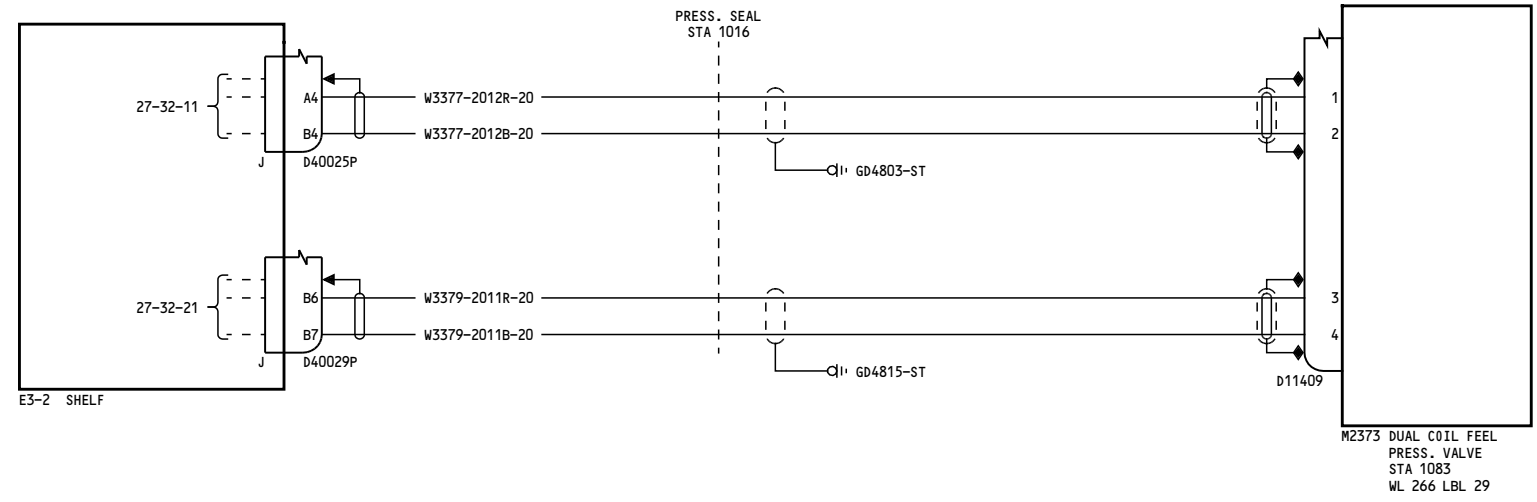 PRESS. SEAL
STA 1016
27-32-11
A4
W3377-2012R-20
1
B4
W3377-2012B-20
2
J
D40025P
GD4803-ST
27-32-21
B6
W3379-2011R-20
3
B7
W3379-2011B-20
4
J
D40029P
GD4815-ST
D11409
E3-2 SHELF
M2373 DUAL COIL FEEL
PRESS. VALVE
STA 1083
WL 266 LBL 29